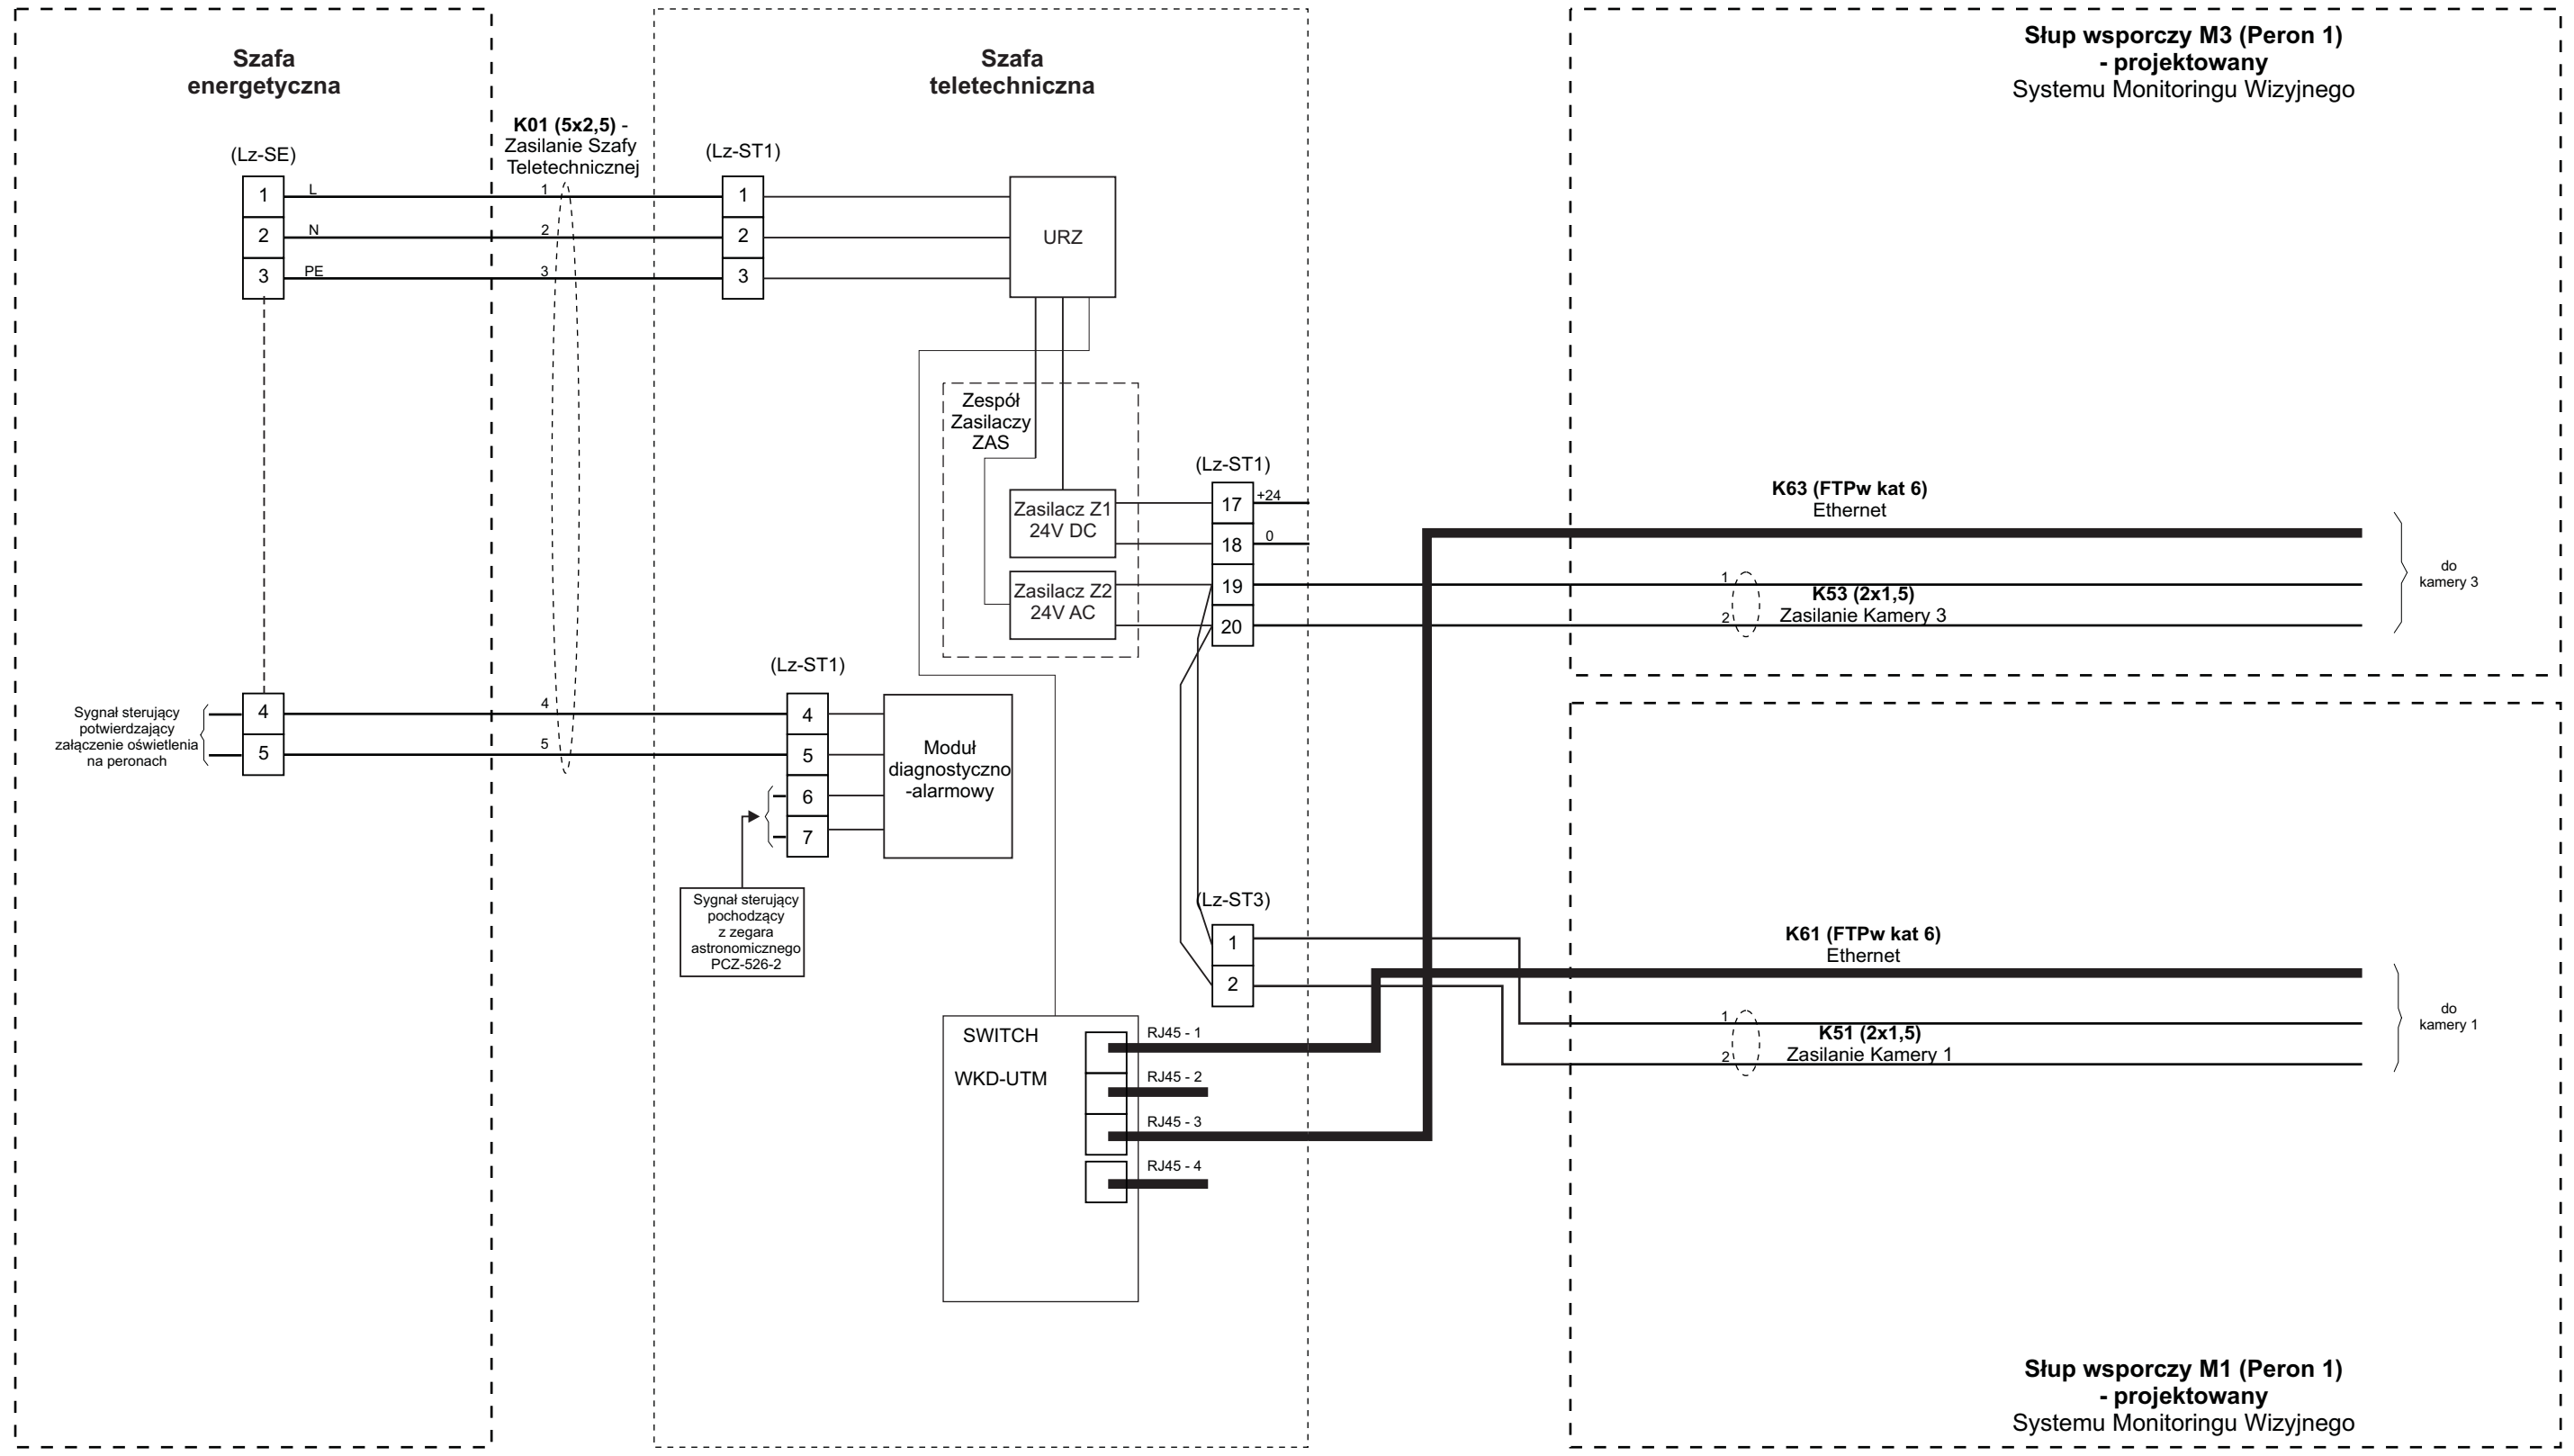 Szafa
energetyczna
(Lz-SE)
1
2
3
L
N
PE
4
5
Sygnał sterujący
potwierdzający
załączenie oświetlenia
na peronach
K01 (5x2,5) -
Zasilanie Szafy
Teletechnicznej
1
2
3
4
5
Szafa
teletechniczna
(Lz-ST1)
1
2
3
URZ
Zespół
Zasilaczy
ZAS
Zasilacz Z1
24V DC
Zasilacz Z2
24V AC
(Lz-ST1)
17
18
19
20
+24
0
(Lz-ST1)
4
5
6
7
Moduł
diagnostyczno
-alarmowy
Sygnał sterujący
pochodzący
z zegara
astronomicznego
PCZ-526-2
(Lz-ST3)
1
2
SWITCH
WKD-UTM
RJ45 - 1
RJ45 - 2
RJ45 - 3
RJ45 - 4
Słup wsporczy M3 (Peron 1)
- projektowany
Systemu Monitoringu Wizyjnego
K63 (FTPw kat 6)
Ethernet
1
K53 (2x1,5)
2
Zasilanie Kamery 3
do
kamery 3
K61 (FTPw kat 6)
Ethernet
1
K51 (2x1,5)
2
Zasilanie Kamery 1
do
kamery 1
Słup wsporczy M1 (Peron 1)
- projektowany
Systemu Monitoringu Wizyjnego